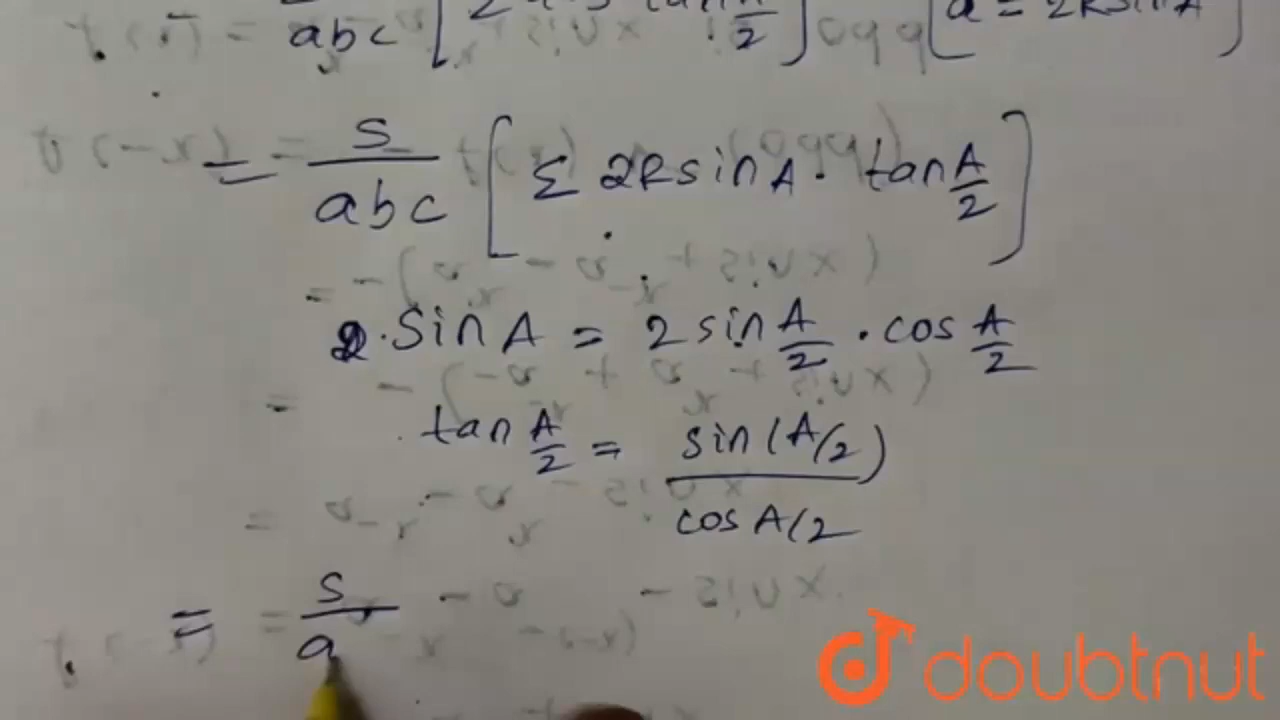 abc [ tan A/2 ] [ a = 2R sin A ]
= s/abc [ Σ 2R sin A · tan A/2 ]
2 · sin A = 2 sin A/2 · cos A/2
tan A/2 = sin(A/2) / cos A/2
= s/a
doubtnut